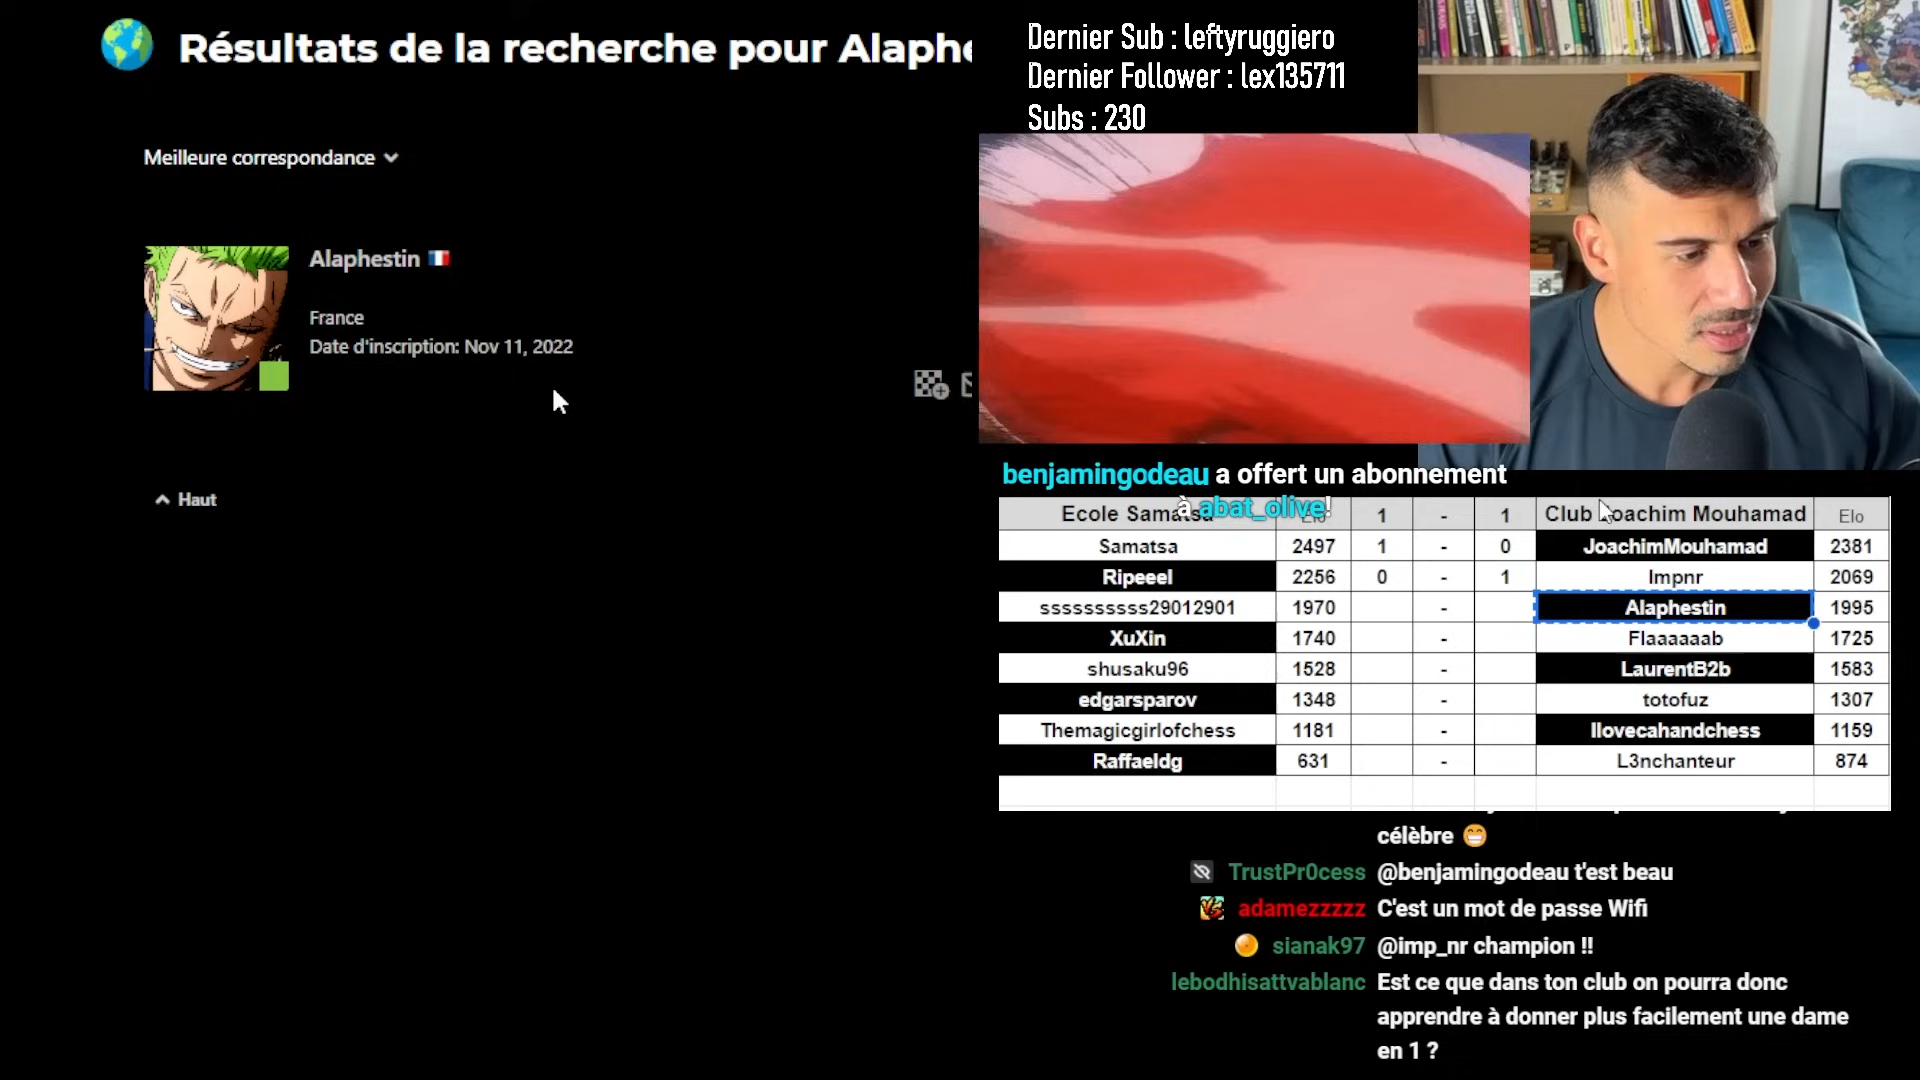 Résultats de la recherche pour Alaphe
Meilleure correspondance
Alaphestin
France
Date d'inscription: Nov 11, 2022
Haut
Dernier Sub : leftyruggiero
Dernier Follower : lex135711
Subs : 230
benjamingodeau a offert un abonnement
à abat_olive!
Ecole Samatsa Elo 1 - 1 Club Joachim Mouhamad Elo
Samatsa 2497 1 - 0 JoachimMouhamad 2381
Ripeeel 2256 0 - 1 Impnr 2069
ssssssssss29012901 1970 - Alaphestin 1995
XuXin 1740 - Flaaaaaab 1725
shusaku96 1528 - LaurentB2b 1583
edgarsparov 1348 - totofuz 1307
Themagicgirlofchess 1181 - Ilovecahandchess 1159
Raffaeldg 631 - L3nchanteur 874
célèbre 😁
TrustPr0cess @benjamingodeau t'est beau
adamezzzzz C'est un mot de passe Wifi
sianak97 @imp_nr champion !!
lebodhisattvablanc Est ce que dans ton club on pourra donc
apprendre à donner plus facilement une dame
en 1 ?